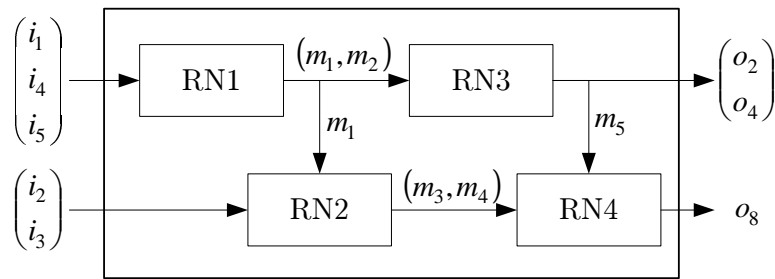 (i₁ i₄ i₅)
RN1
(m₁, m₂)
RN3
(o₂ o₄)
m₁
m₅
(i₂ i₃)
RN2
(m₃, m₄)
RN4
o₈